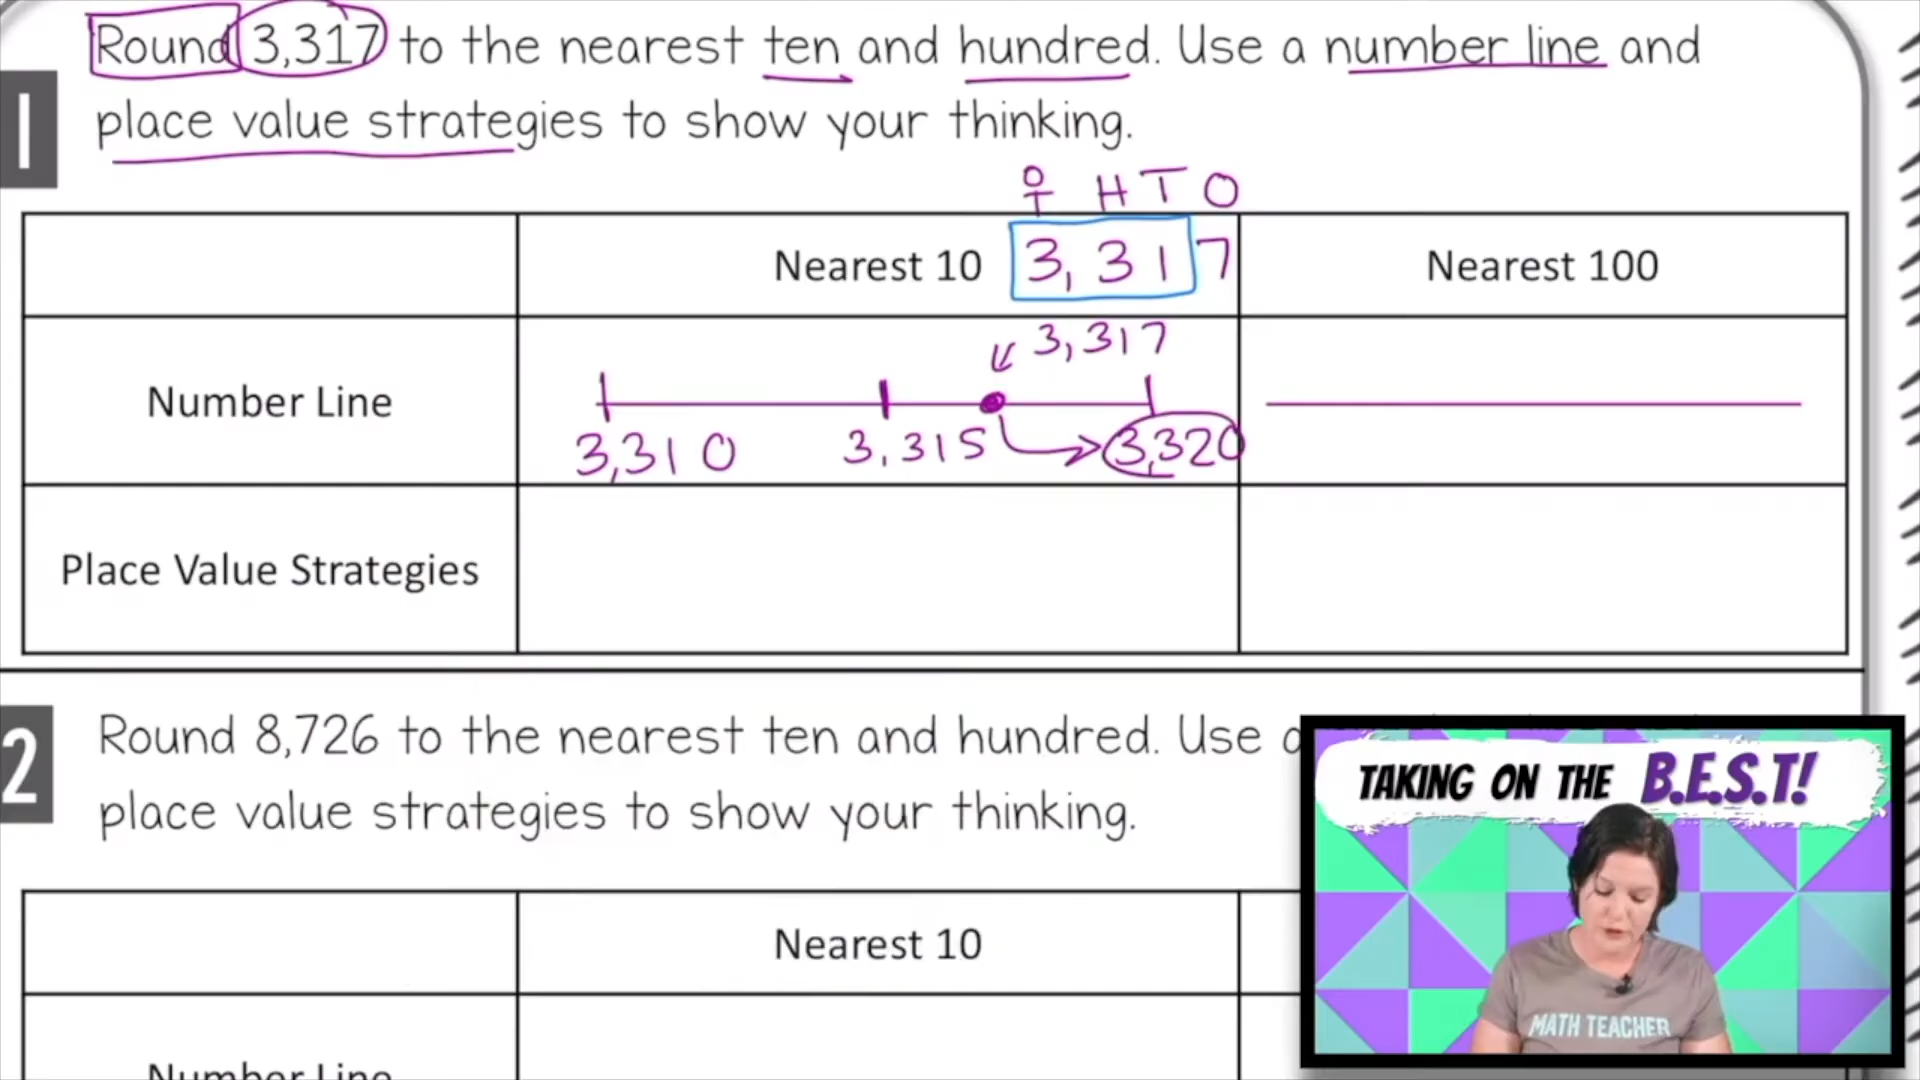 Round 3,317 to the nearest ten and hundred. Use a number line and
1
place value strategies to show your thinking.
T H T O
Nearest 10 3,317 Nearest 100
3,317
Number Line
3,310 3,315 3,320
Place Value Strategies
Round 8,726 to the nearest ten and hundred. Use
2
place value strategies to show your thinking.
TAKING ON THE B.E.S.T!
Nearest 10
MATH TEACHER
Number Line